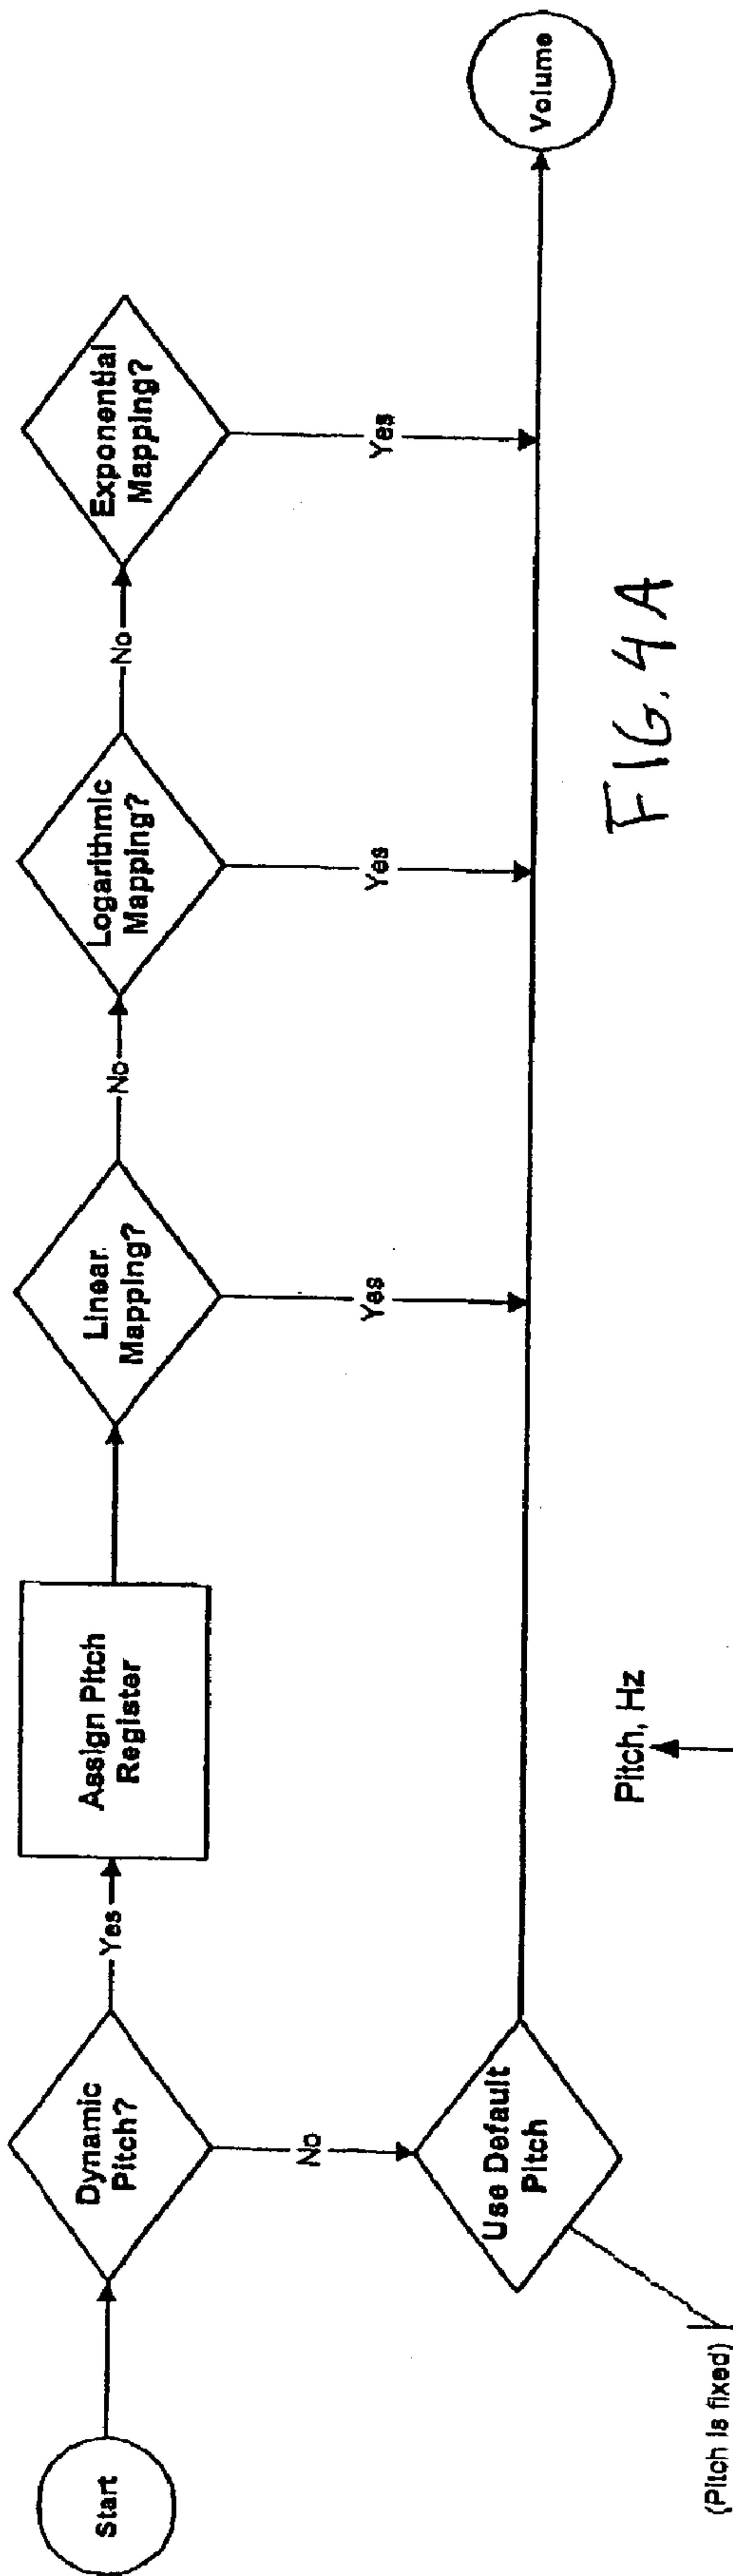 Start
Dynamic
Pitch?
Yes
Assign Pitch
Register
Linear
Mapping?
No
Logarithmic
Mapping?
No
Exponential
Mapping?
No
Use Default
Pitch
Yes
Yes
Yes
Volume
(Pitch is fixed)
Pitch, Hz
FIG. 4A